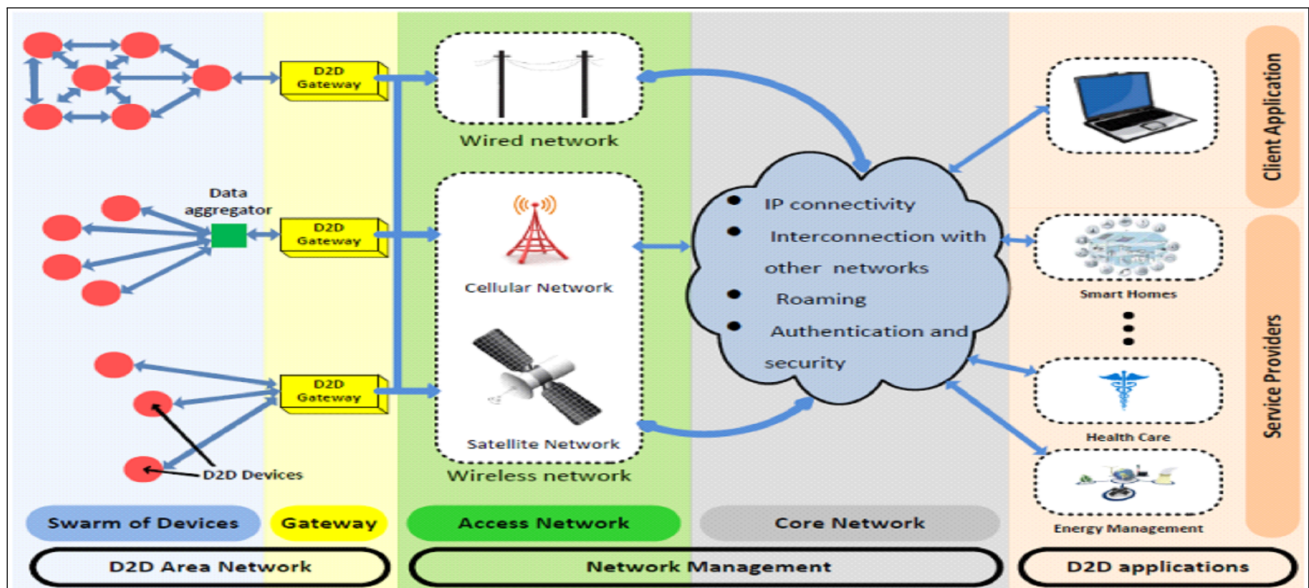 D2D
Gateway
Wired network
Client Application
Data
aggregator
D2D
Gateway
Cellular Network
IP connectivity
Interconnection with
other networks
Roaming
Authentication and
security
Smart Homes
D2D
Gateway
Satellite Network
Wireless network
D2D Devices
Health Care
Energy Management
Service Providers
Swarm of Devices
Gateway
Access Network
Core Network
D2D Area Network
Network Management
D2D applications